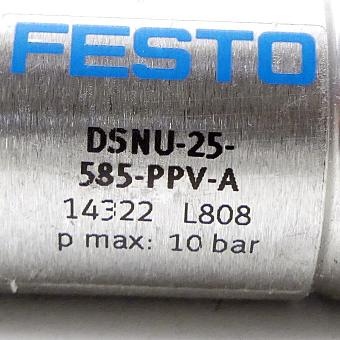 FESTO
DSNU-25-
585-PPV-A
14322 L808
p max: 10 bar